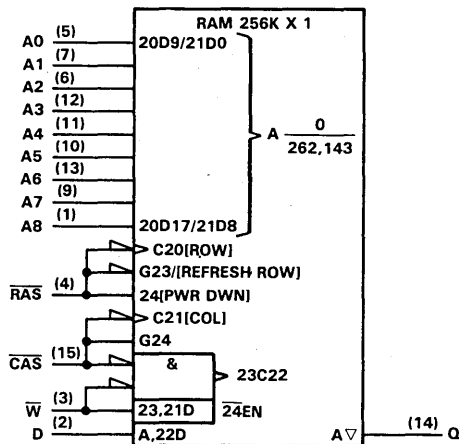 RAM 256K X 1
A0 (5) 20D9/21D0
A1 (7)
A2 (6)
A3 (12)
A4 (11)
A5 (10)
A6 (13)
A7 (9)
A8 (1) 20D17/21D8
A 0
262,143
C20[ROW]
G23/[REFRESH ROW]
RAS (4) 24[PWR DWN]
C21[COL]
G24
CAS (15) &
23C22
W (3) 23,21D 24EN
D (2) A,22D A▽ (14) Q